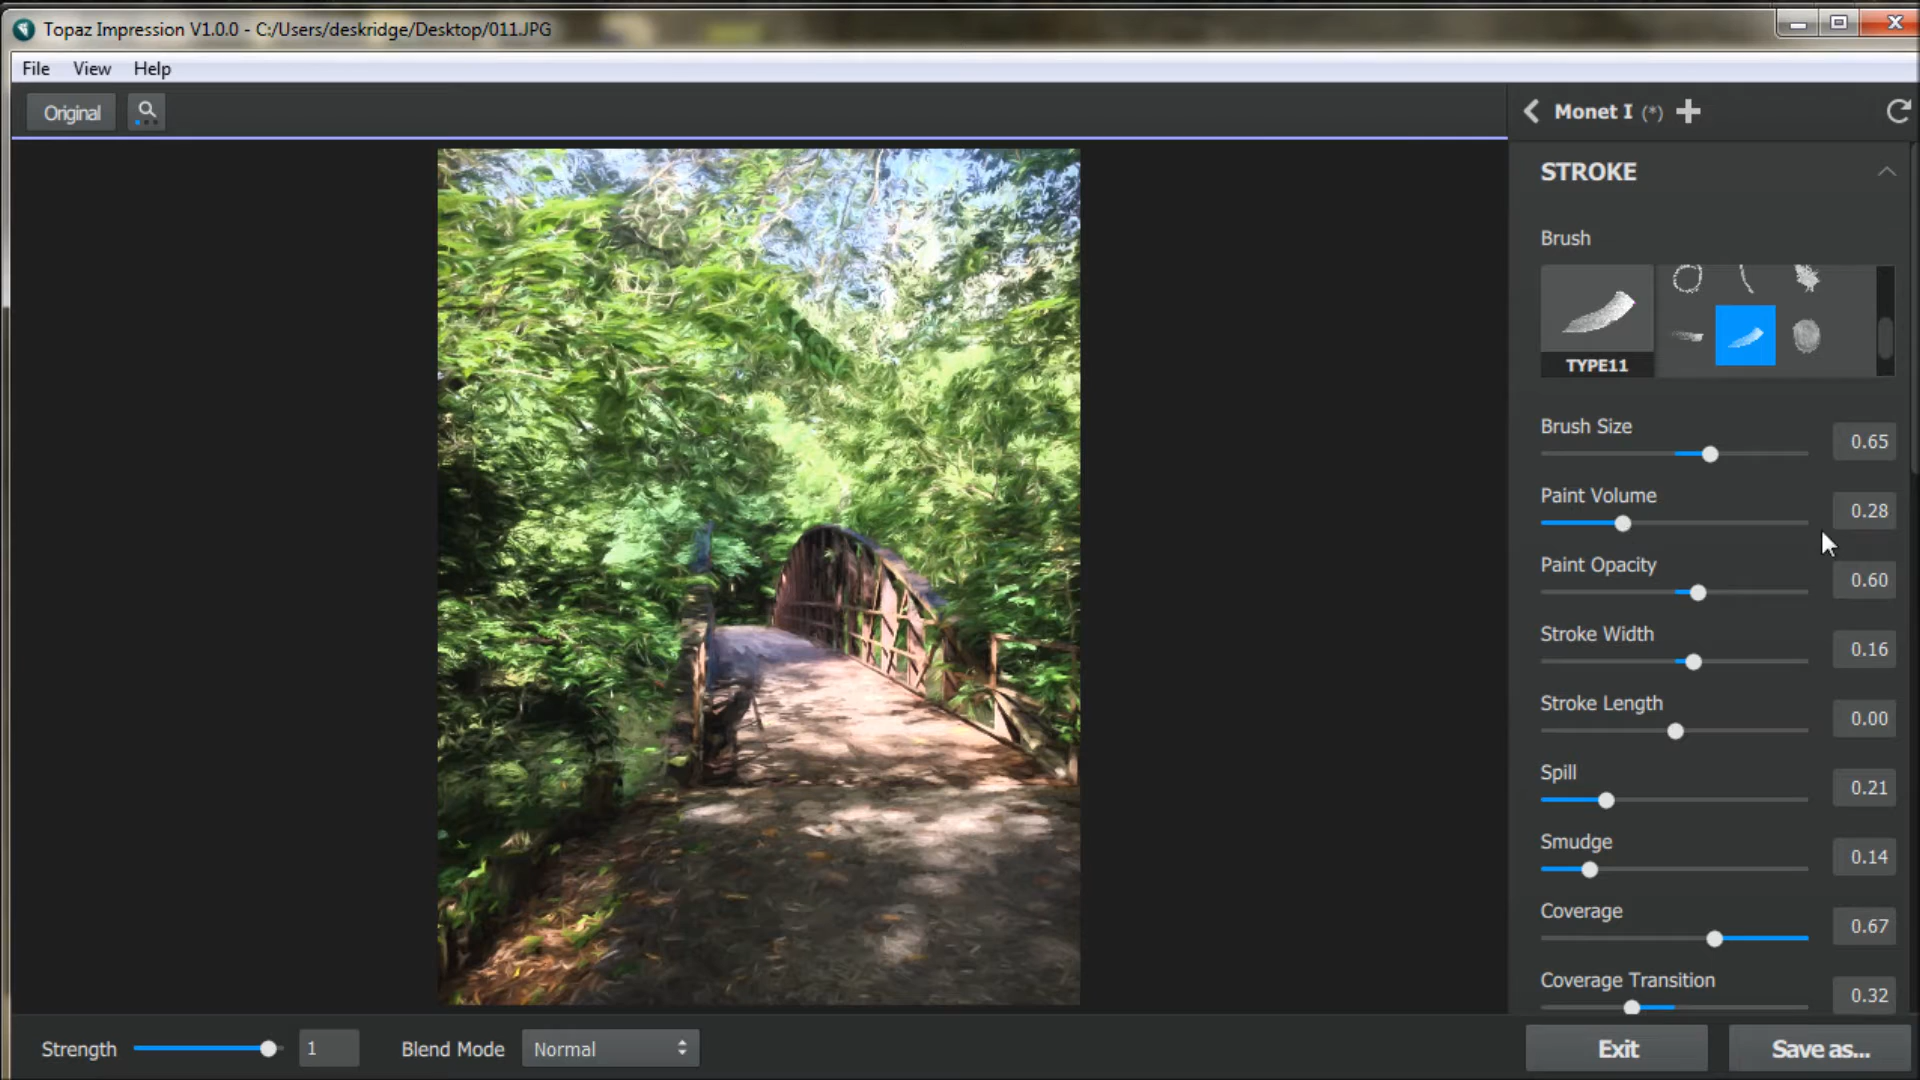 Topaz Impression V1.0.0 - C:/Users/deskridge/Desktop/011.JPG
File View Help
Original
Monet I (*)
STROKE
Brush
TYPE11
Brush Size
0.65
Paint Volume
0.28
Paint Opacity
0.60
Stroke Width
0.16
Stroke Length
0.00
Spill
0.21
Smudge
0.14
Coverage
0.67
Coverage Transition
0.32
Strength 1 Blend Mode Normal Exit Save as...